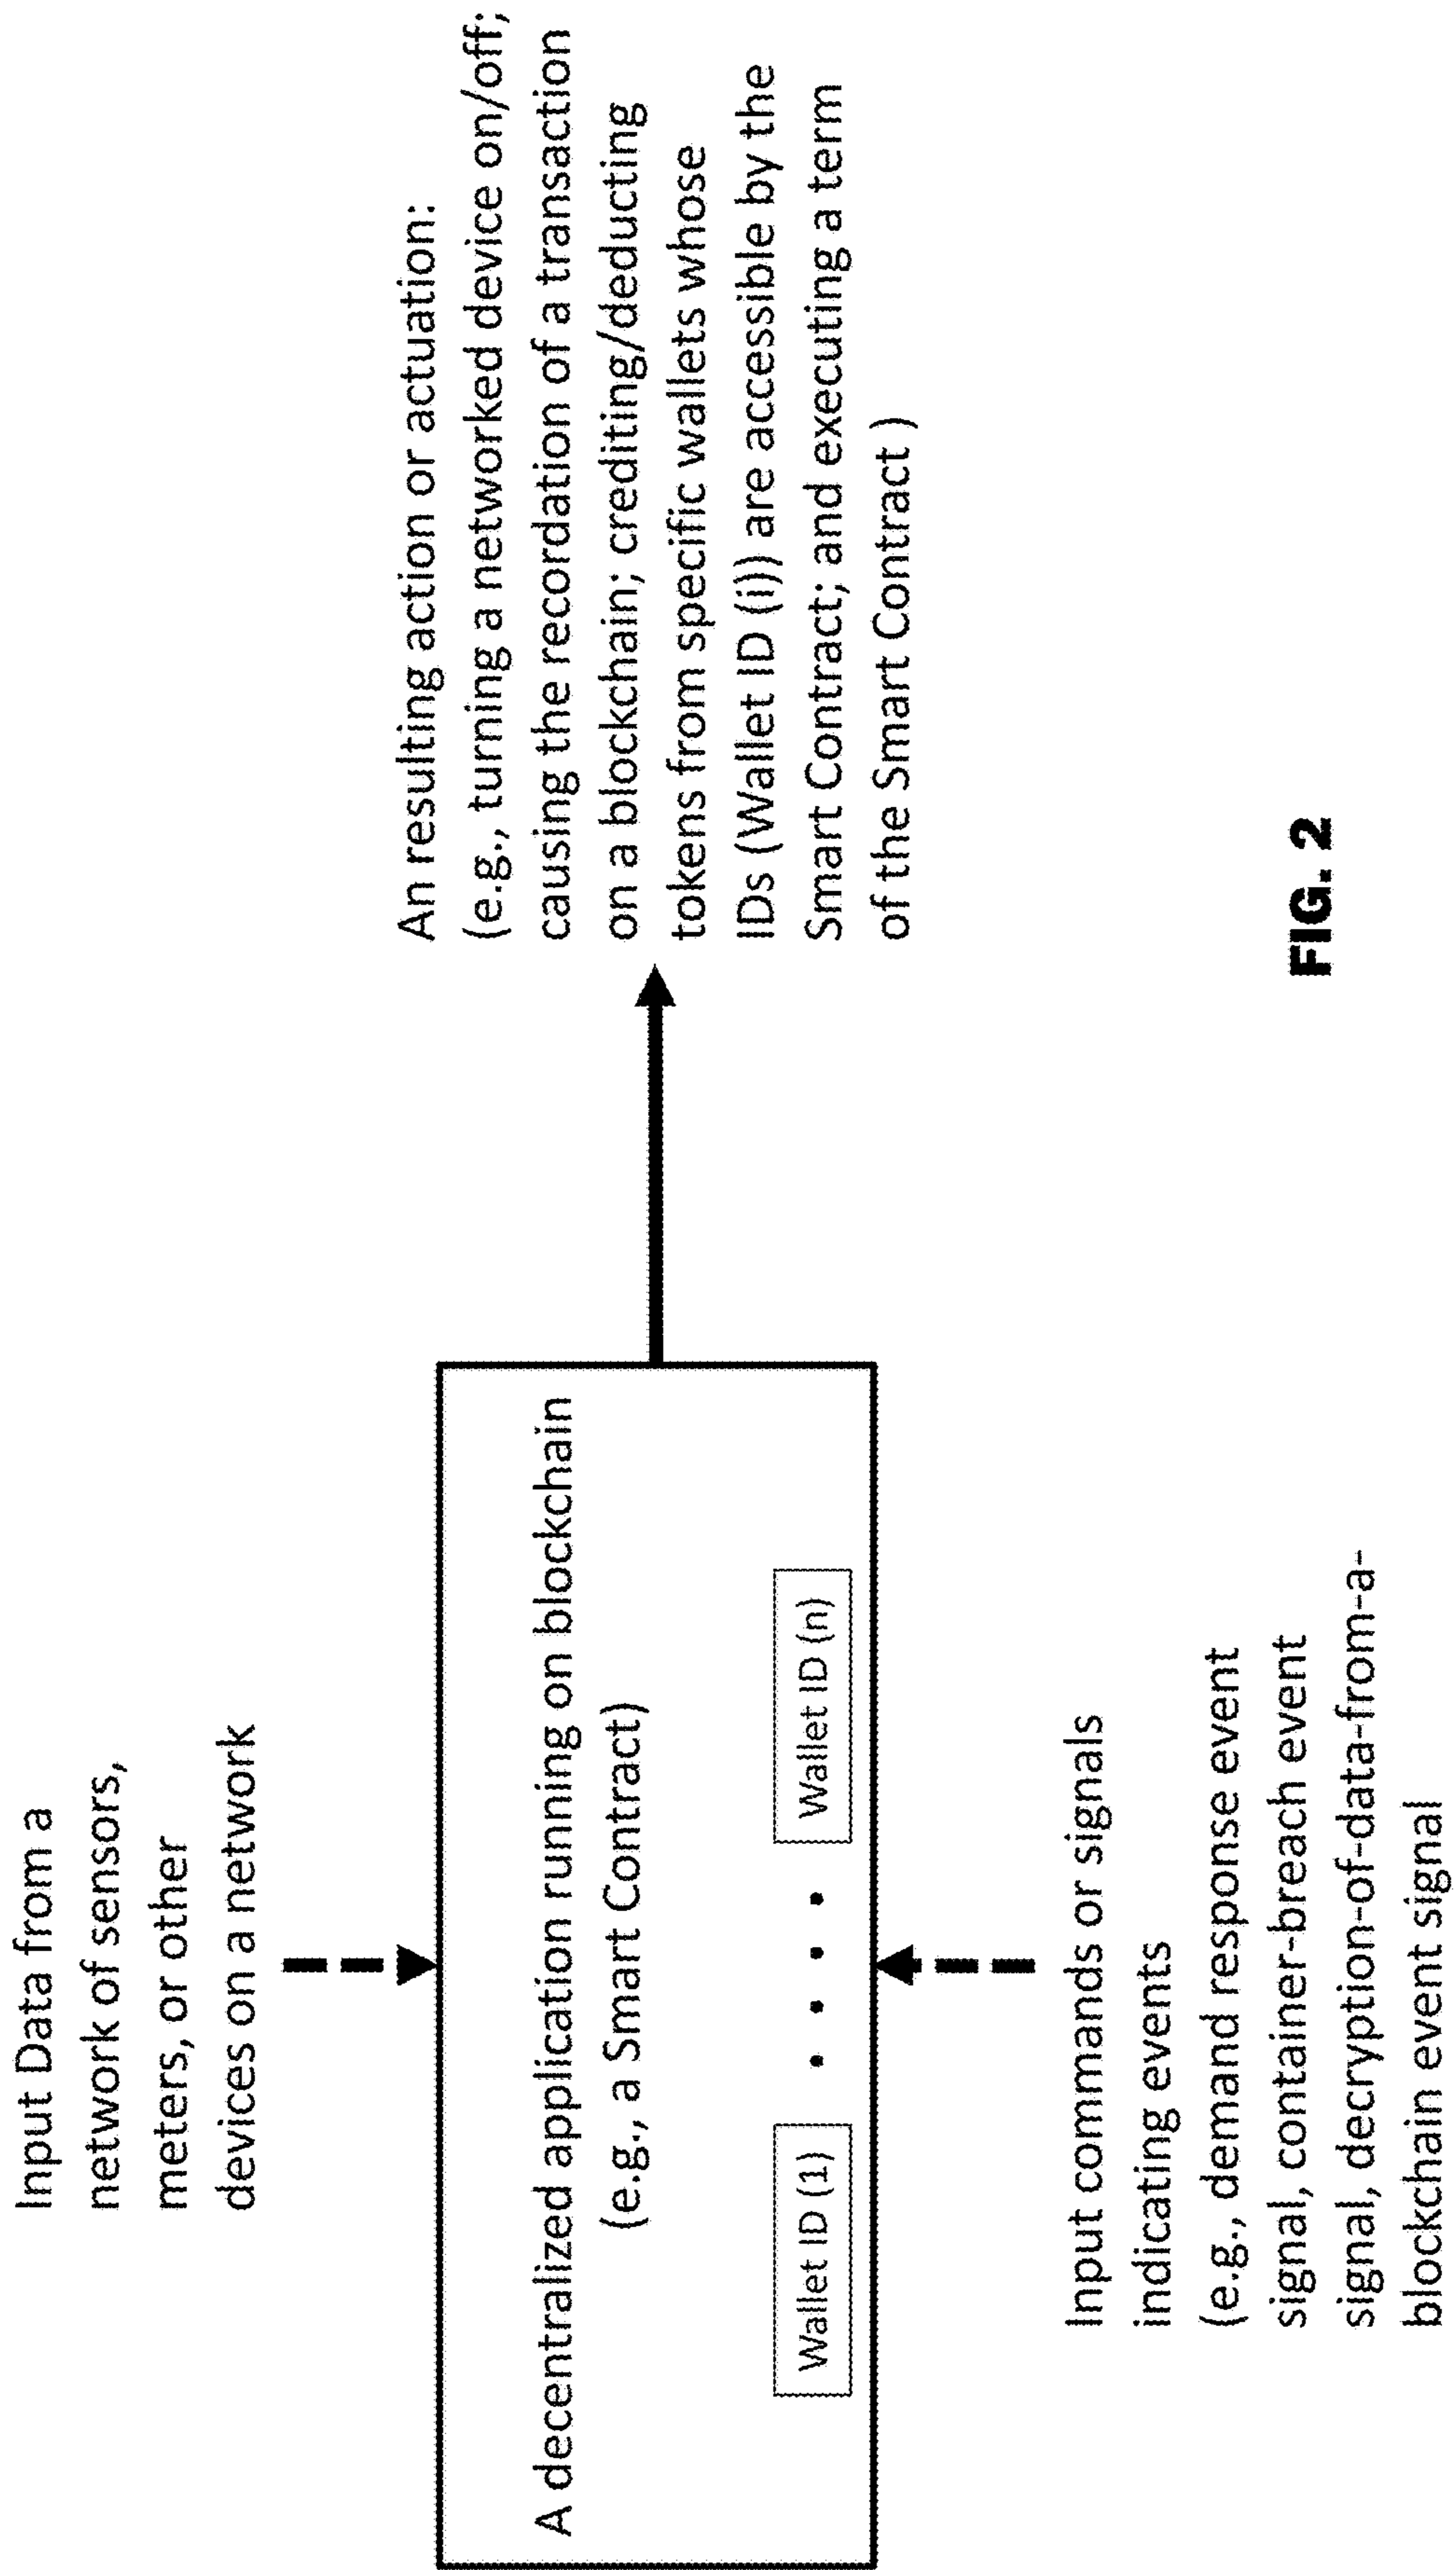 Input Data from a
network of sensors,
meters, or other
devices on a network
A decentralized application running on blockchain
(e.g., a Smart Contract)
Wallet ID (1)
Wallet ID (n)
Input commands or signals
indicating events
(e.g., demand response event
signal, container-breach event
signal, decryption-of-data-from-a-
blockchain event signal
An resulting action or actuation:
(e.g., turning a networked device on/off;
causing the recordation of a transaction
on a blockchain; crediting/deducting
tokens from specific wallets whose
IDs (Wallet ID (i)) are accessible by the
Smart Contract; and executing a term
of the Smart Contract )
FIG. 2